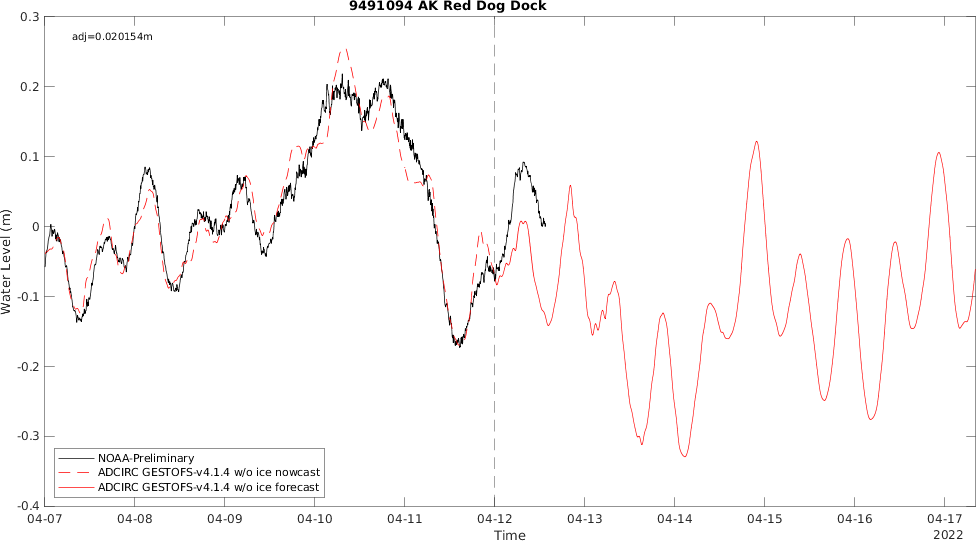 9491094 AK Red Dog Dock
adj=0.020154m
0.3
0.2
0.1
0
-0.1
-0.2
-0.3
-0.4
Water Level (m)
NOAA-Preliminary
ADCIRC GESTOFS-v4.1.4 w/o ice nowcast
ADCIRC GESTOFS-v4.1.4 w/o ice forecast
04-07 04-08 04-09 04-10 04-11 04-12 04-13 04-14 04-15 04-16 04-17
Time
2022